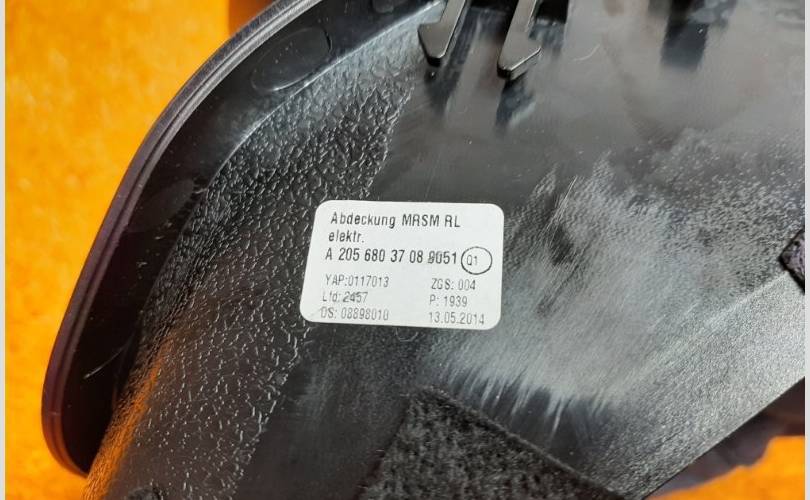 Abdeckung MRSM RL
elektr.
A 205 680 37 08 9051 Q1
YAP:0117013 ZGS: 004
Lfd: 2457 P: 1939
DS: 08898010 13.05.2014